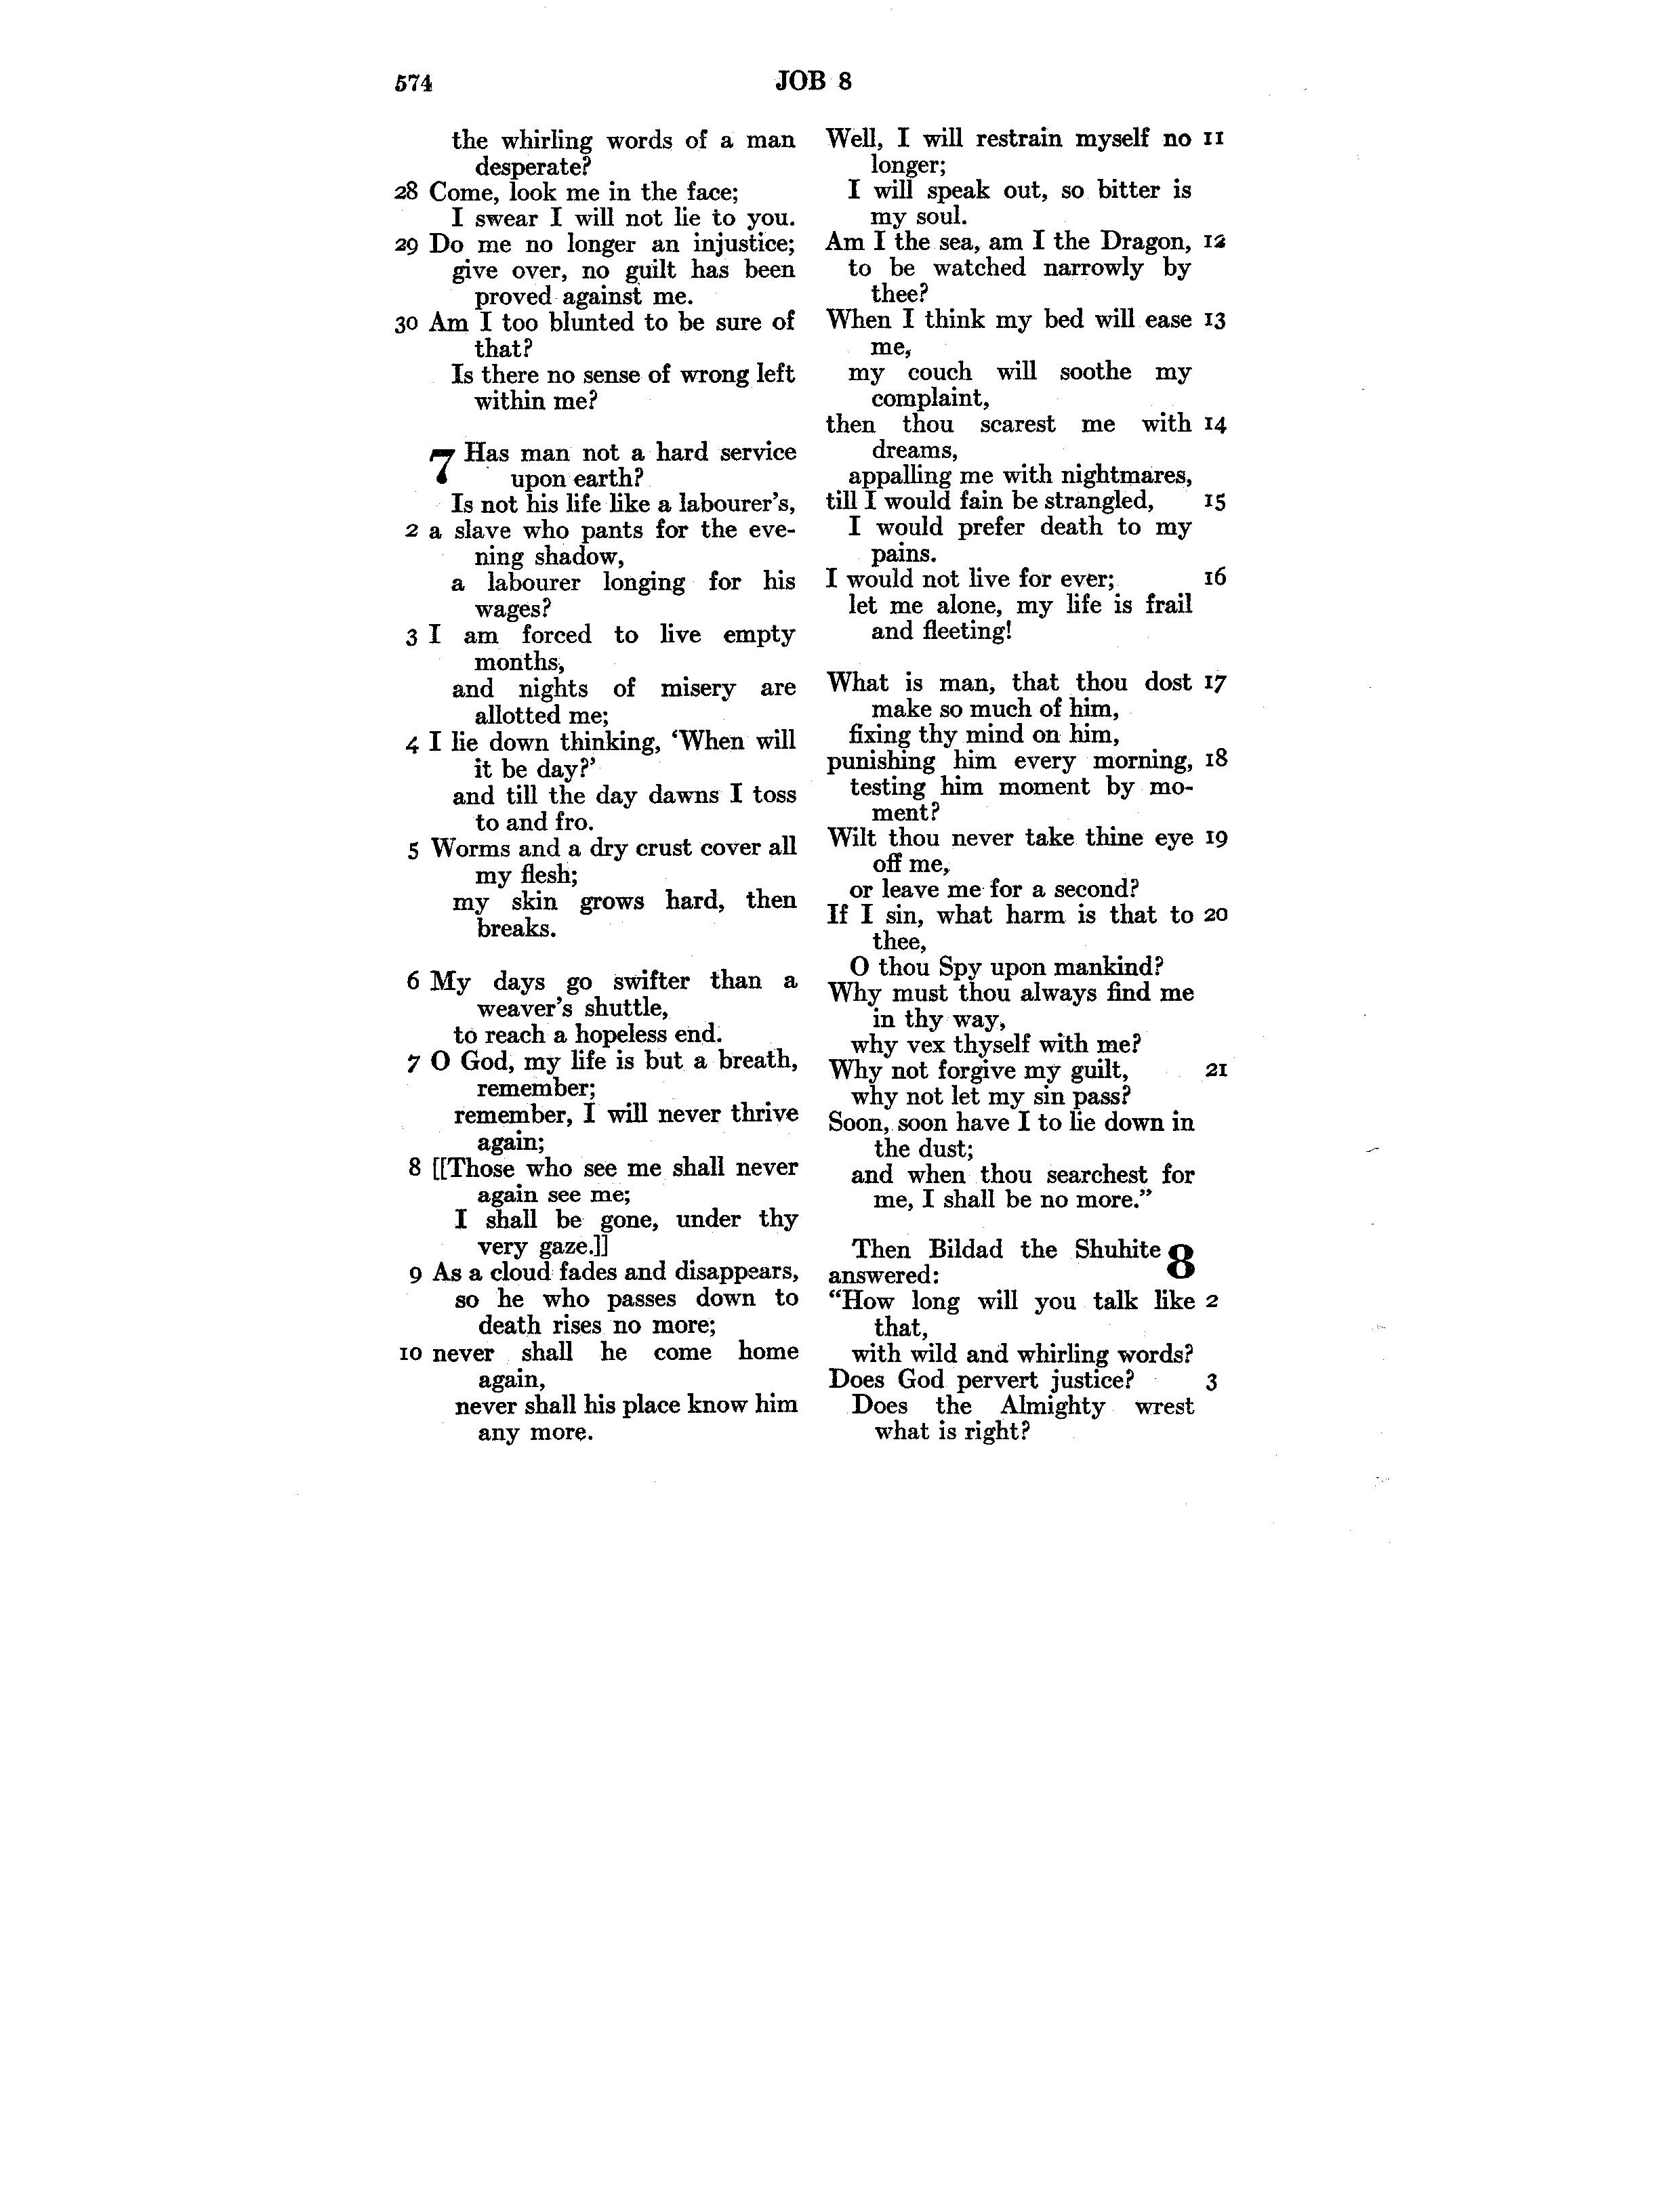 574
JOB 8
the whirling words of a man
desperate?
28 Come, look me in the face;
I swear I will not lie to you.
29 Do me no longer an injustice;
give over, no guilt has been
proved against me.
30 Am I too blunted to be sure of
that?
Is there no sense of wrong left
within me?
7 Has man not a hard service
upon earth?
Is not his life like a labourer's,
2 a slave who pants for the eve-
ning shadow,
a labourer longing for his
wages?
3 I am forced to live empty
months,
and nights of misery are
allotted me;
4 I lie down thinking, ‘When will
it be day?’
and till the day dawns I toss
to and fro.
5 Worms and a dry crust cover all
my flesh;
my skin grows hard, then
breaks.
6 My days go swifter than a
weaver's shuttle,
to reach a hopeless end.
7 O God, my life is but a breath,
remember;
remember, I will never thrive
again;
8 [[Those who see me shall never
again see me;
I shall be gone, under thy
very gaze.]]
9 As a cloud fades and disappears,
so he who passes down to
death rises no more;
10 never shall he come home
again,
never shall his place know him
any more.
Well, I will restrain myself no 11
longer;
I will speak out, so bitter is
my soul.
Am I the sea, am I the Dragon, 12
to be watched narrowly by
thee?
When I think my bed will ease 13
me,
my couch will soothe my
complaint,
then thou scarest me with 14
dreams,
appalling me with nightmares,
till I would fain be strangled, 15
I would prefer death to my
pains.
I would not live for ever; 16
let me alone, my life is frail
and fleeting!
What is man, that thou dost 17
make so much of him,
fixing thy mind on him,
punishing him every morning, 18
testing him moment by mo-
ment?
Wilt thou never take thine eye 19
off me,
or leave me for a second?
If I sin, what harm is that to 20
thee,
O thou Spy upon mankind?
Why must thou always find me
in thy way,
why vex thyself with me?
Why not forgive my guilt, 21
why not let my sin pass?
Soon, soon have I to lie down in
the dust;
and when thou searchest for
me, I shall be no more.”
Then Bildad the Shuhite 8
answered:
“How long will you talk like 2
that,
with wild and whirling words?
Does God pervert justice? 3
Does the Almighty wrest
what is right?